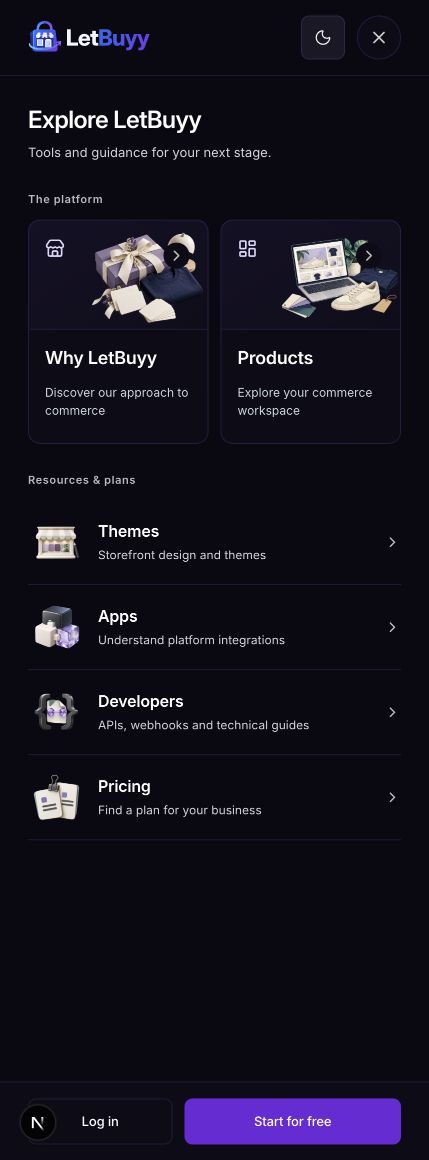 LetBuyy
Explore LetBuyy
Tools and guidance for your next stage.
The platform
Why LetBuyy
Discover our approach to
commerce
Products
Explore your commerce
workspace
Resources & plans
Themes
Storefront design and themes
Apps
Understand platform integrations
Developers
APIs, webhooks and technical guides
Pricing
Find a plan for your business
N
Log in
Start for free